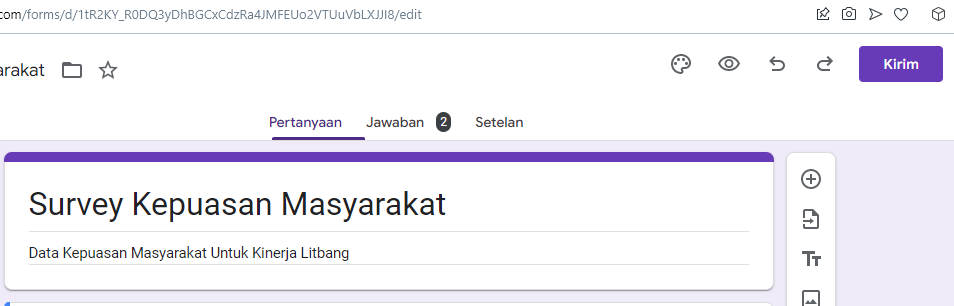 com/forms/d/1tR2KY_R0DQ3yDhBGCxCdzRa4JMFEUo2VTUuVbLXJJI8/edit
arakat
Kirim
Pertanyaan Jawaban 2 Setelan
Survey Kepuasan Masyarakat
Data Kepuasan Masyarakat Untuk Kinerja Litbang
TT